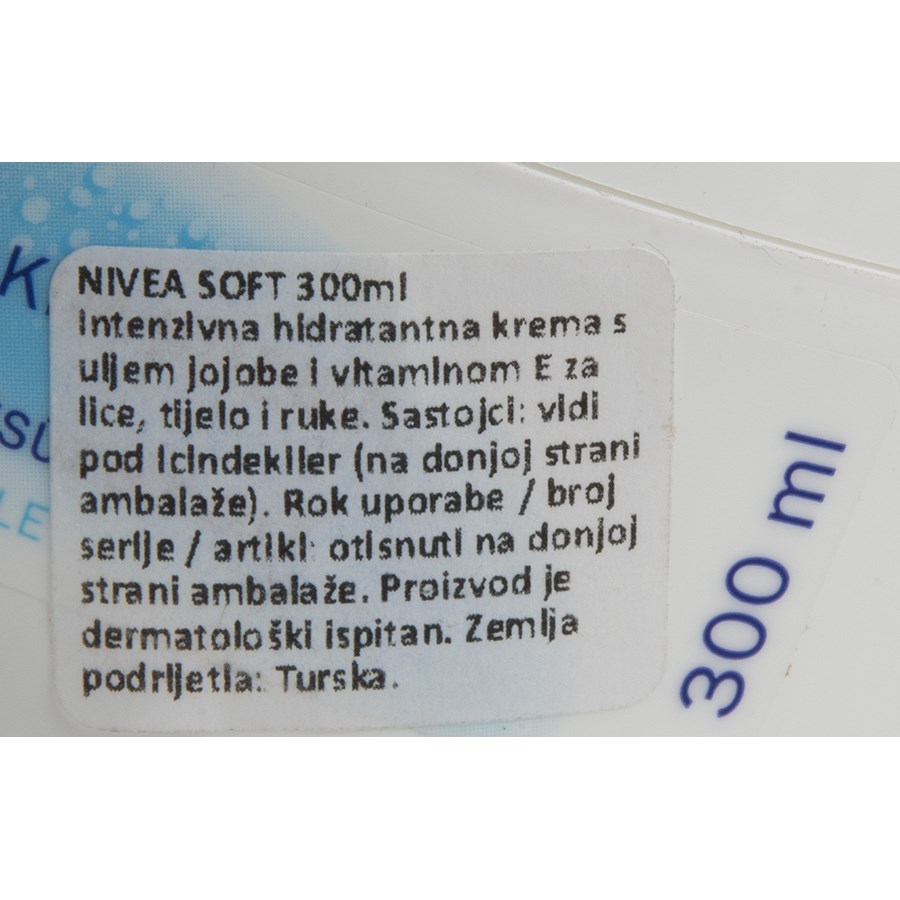 NIVEA SOFT 300ml
Intenzivna hidratantna krema s
uljem jojobe i vitaminom E za
lice, tijelo i ruke. Sastojci: vidi
pod Icindekiler (na donjoj strani
ambalaže). Rok uporabe / broj
serije / artikl otisnuti na donjoj
strani ambalaže. Proizvod je
dermatološki ispitan. Zemlja
podrijetla: Turska.
300 ml